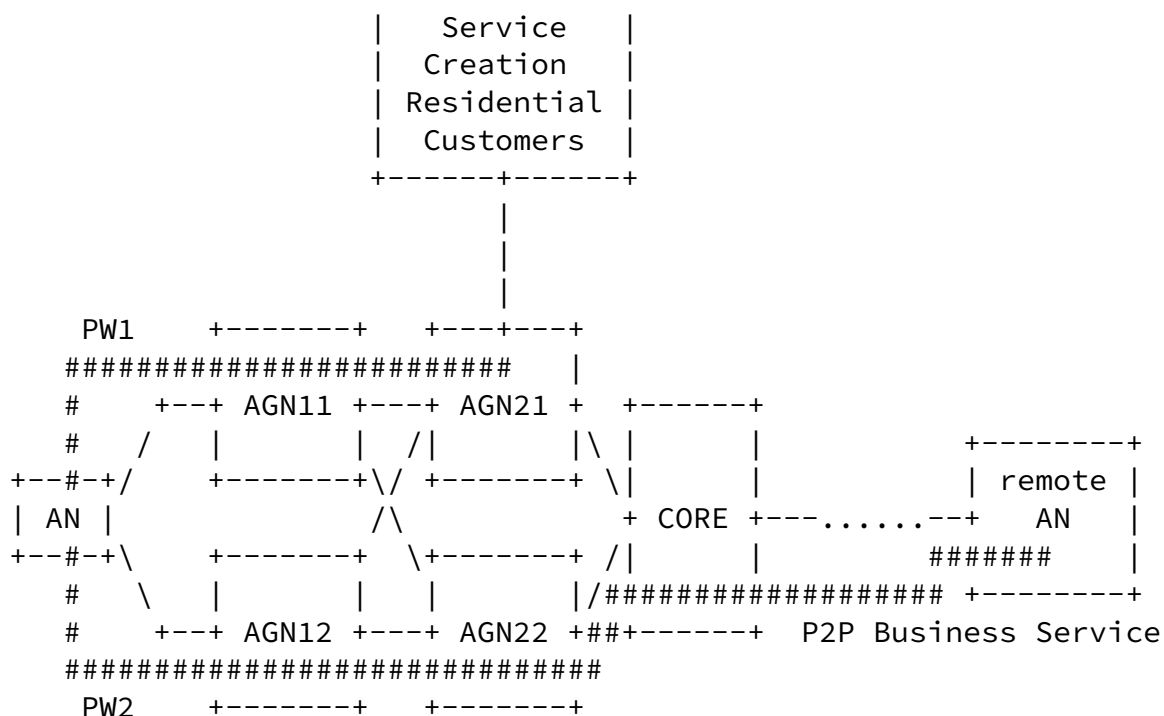 |   Service   |
|  Creation   |
| Residential |
|  Customers  |
+------+------+
|
|
|
PW1    +-------+   +---+---+
#########################   |
#    +--+ AGN11 +---+ AGN21 +  +------+
#   /   |       |  /|       |\ |      |           +--------+
+--#-+/    +-------+\/ +-------+ \|      |           | remote |
| AN |              /\            + CORE +---......--+   AN   |
+--#-+\    +-------+  \+-------+ /|      |         #######    |
#   \   |       |   |       |/################### +--------+
#    +--+ AGN12 +---+ AGN22 +##+------+  P2P Business Service
##############################
PW2    +-------+   +-------+